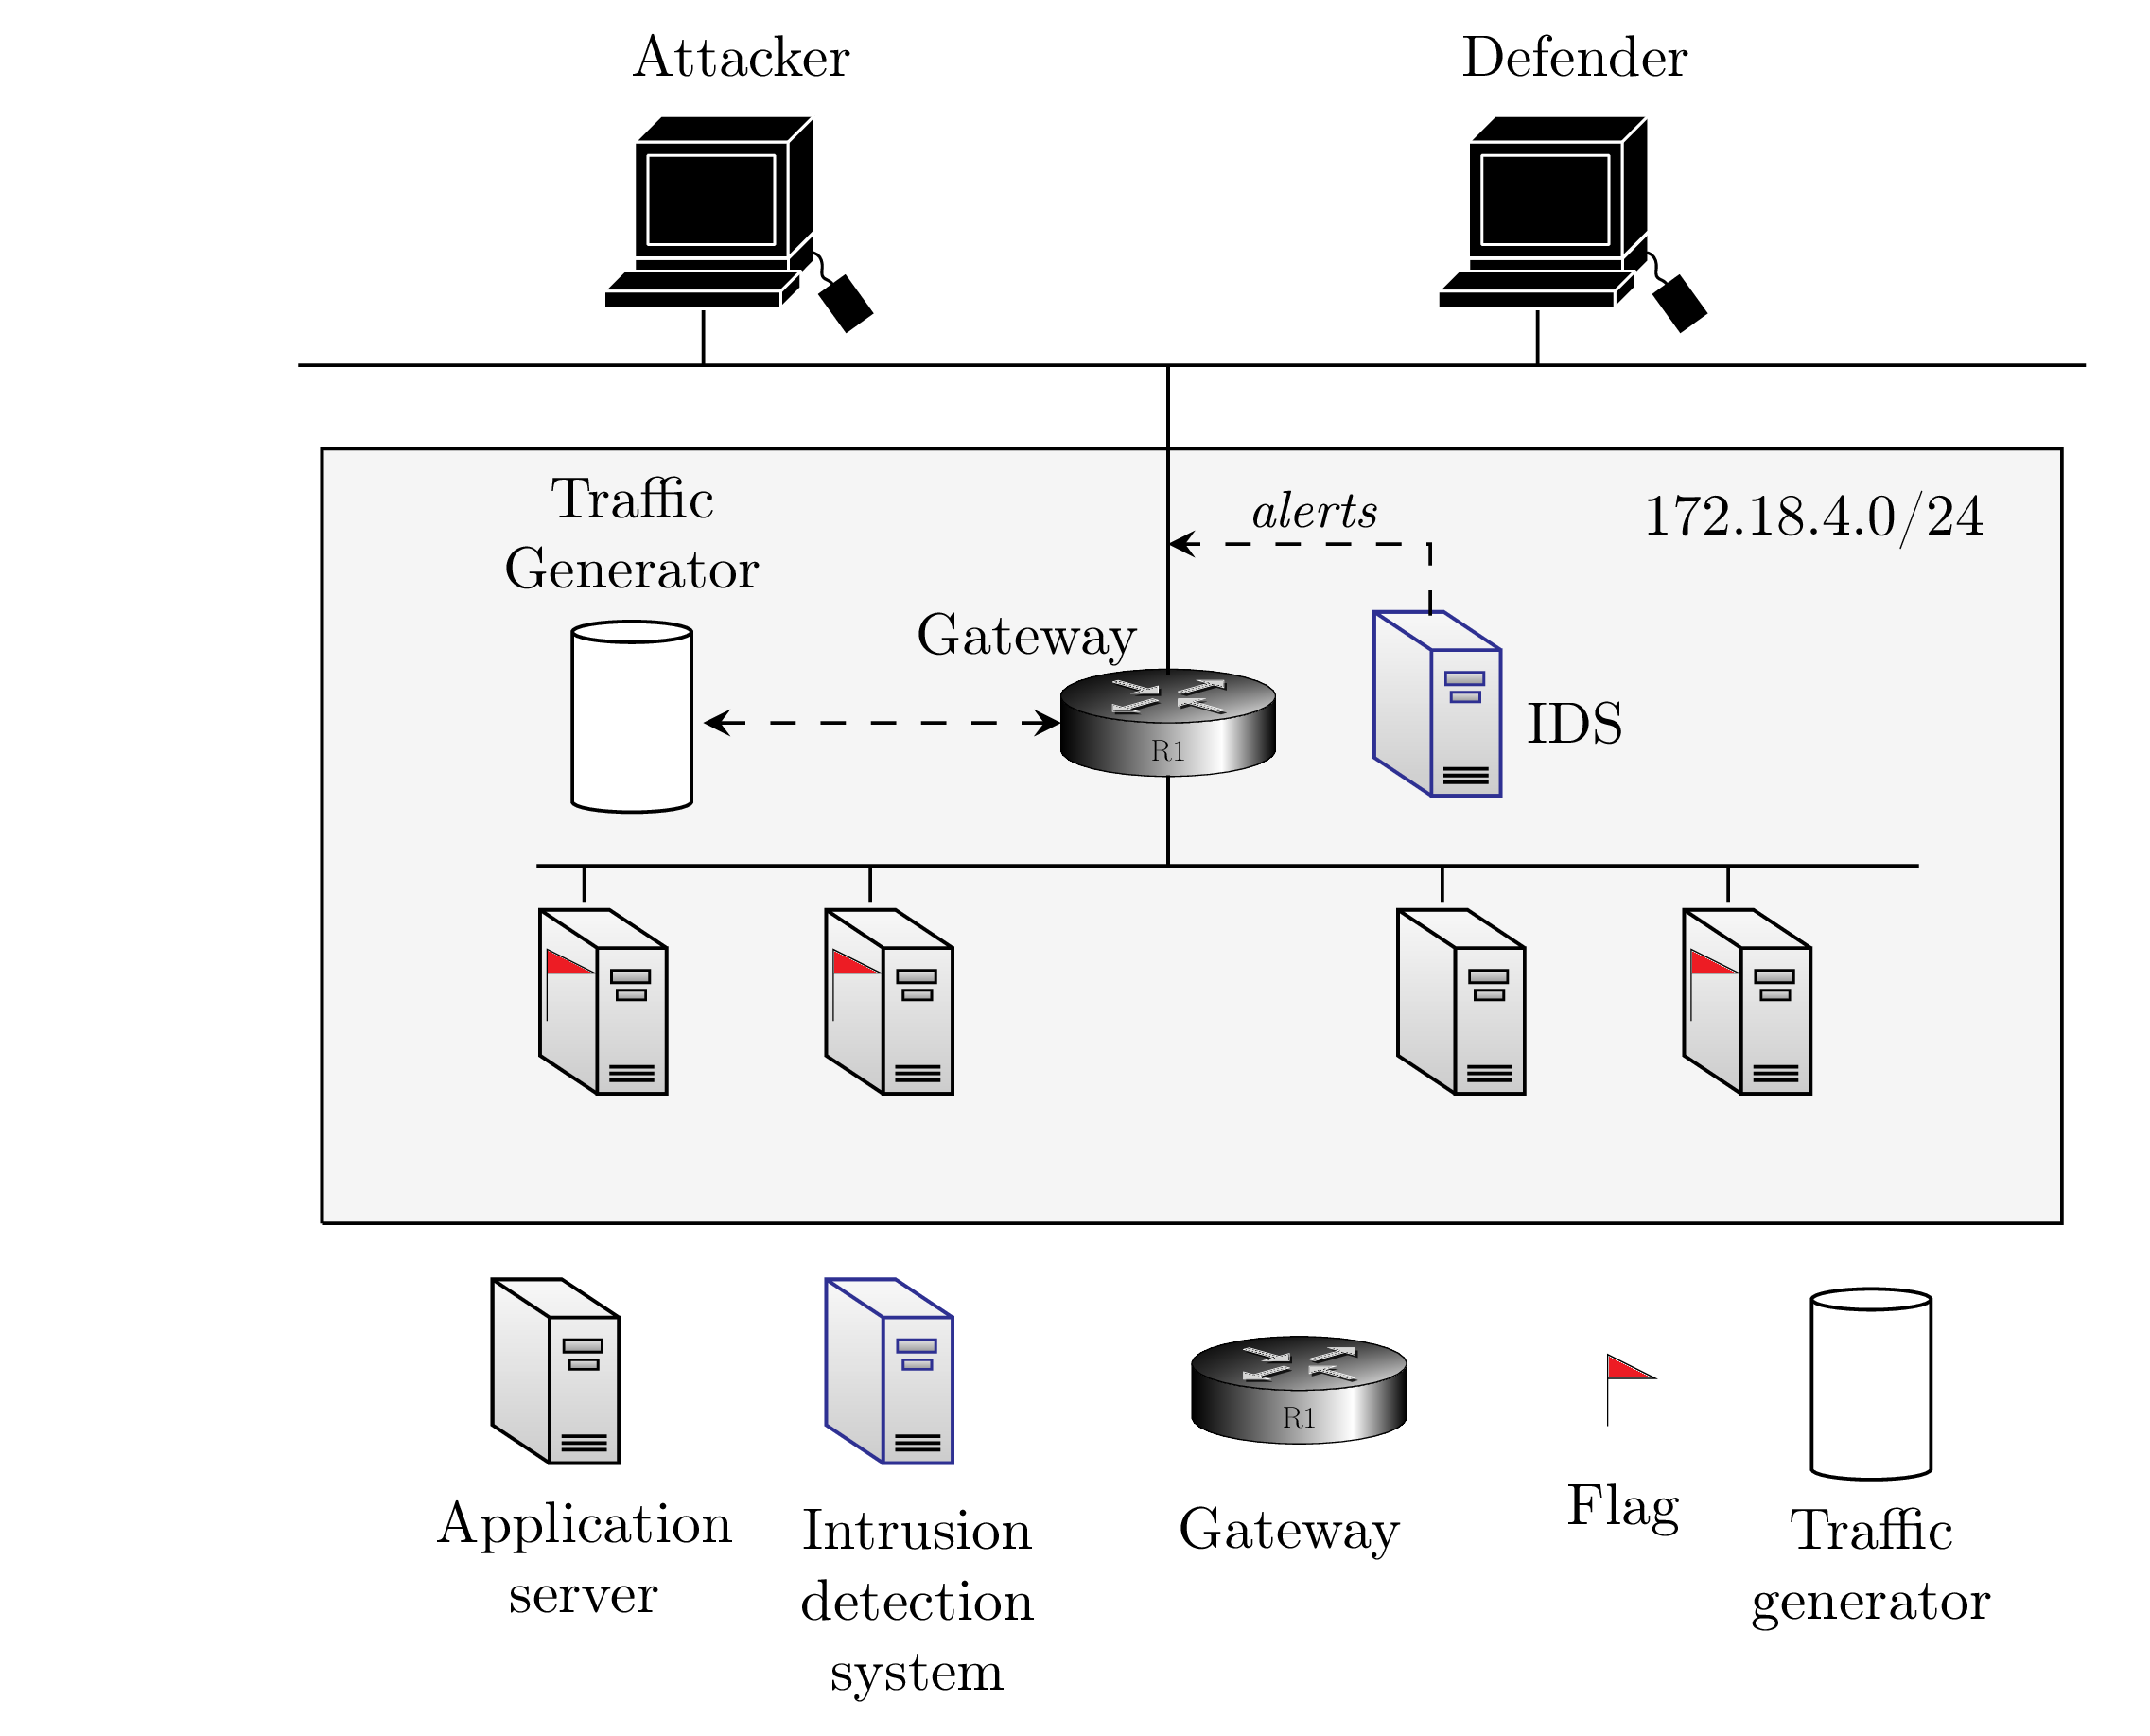 Attacker
Defender
Traffic
Generator
alerts
172.18.4.0/24
Gateway
R1
IDS
R1
Application
server
Intrusion
detection
system
Gateway
Flag
Traffic
generator